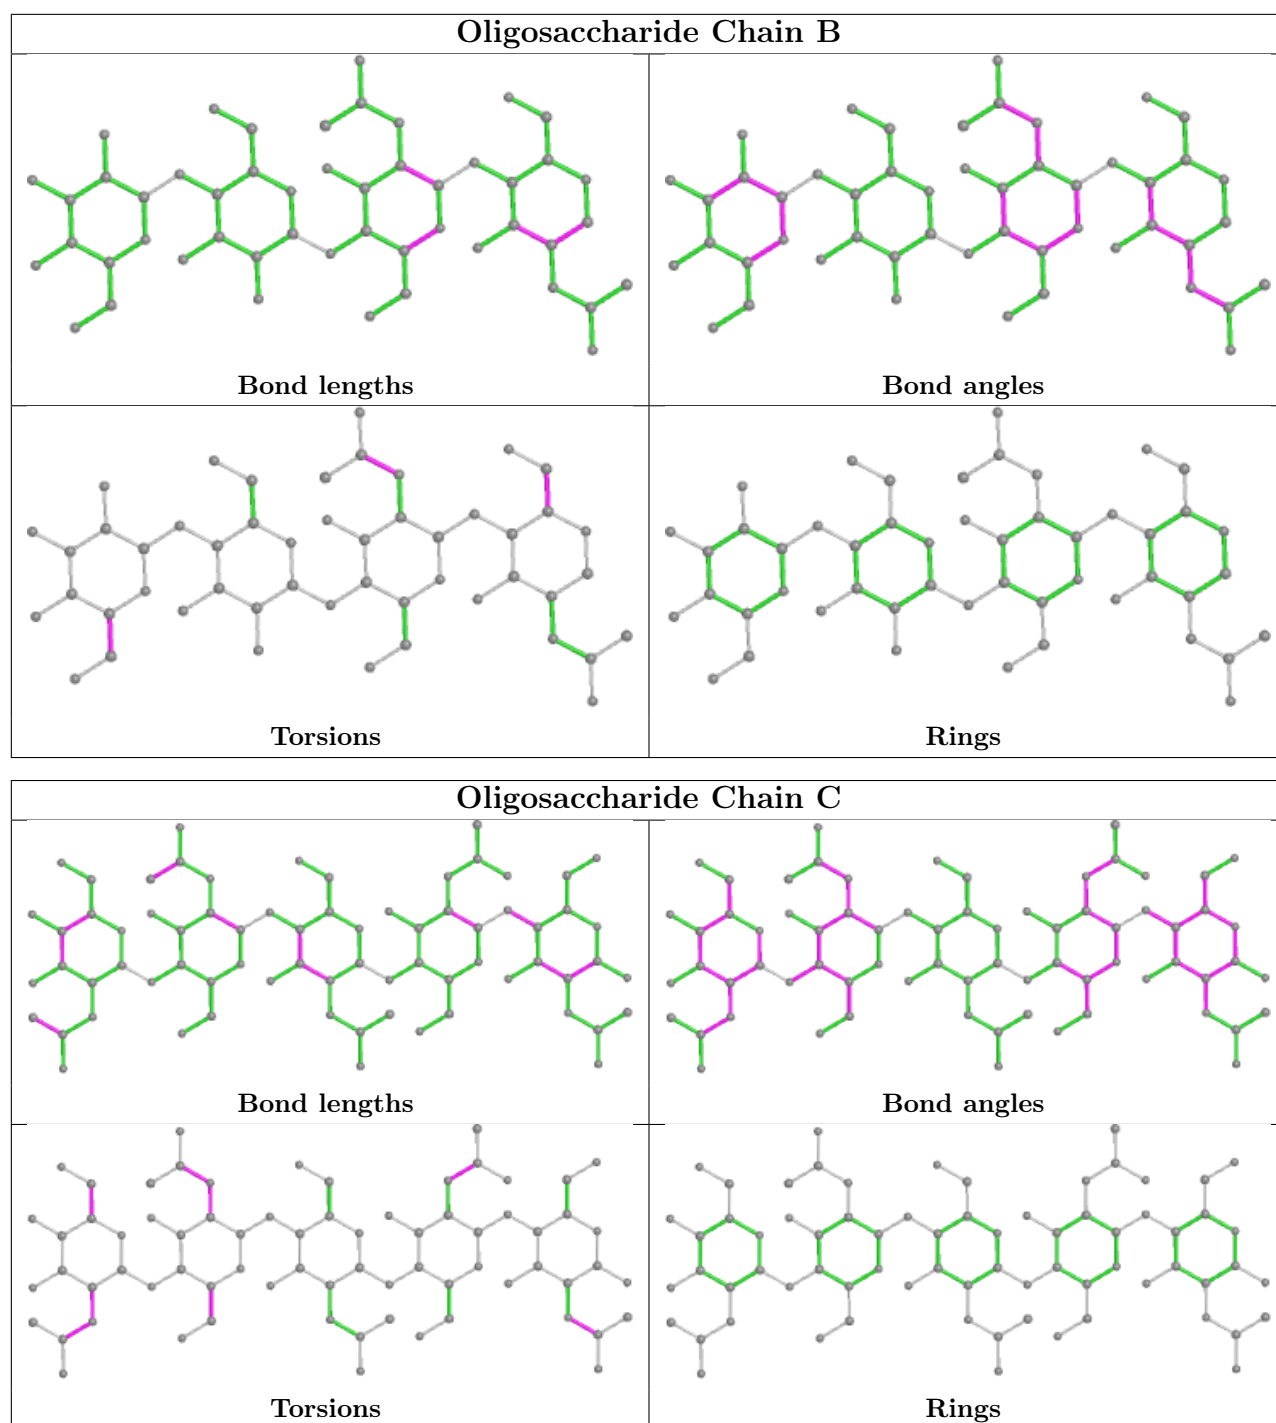 Oligosaccharide Chain B
Bond lengths
Bond angles
Torsions
Rings
Oligosaccharide Chain C
Bond lengths
Bond angles
Torsions
Rings